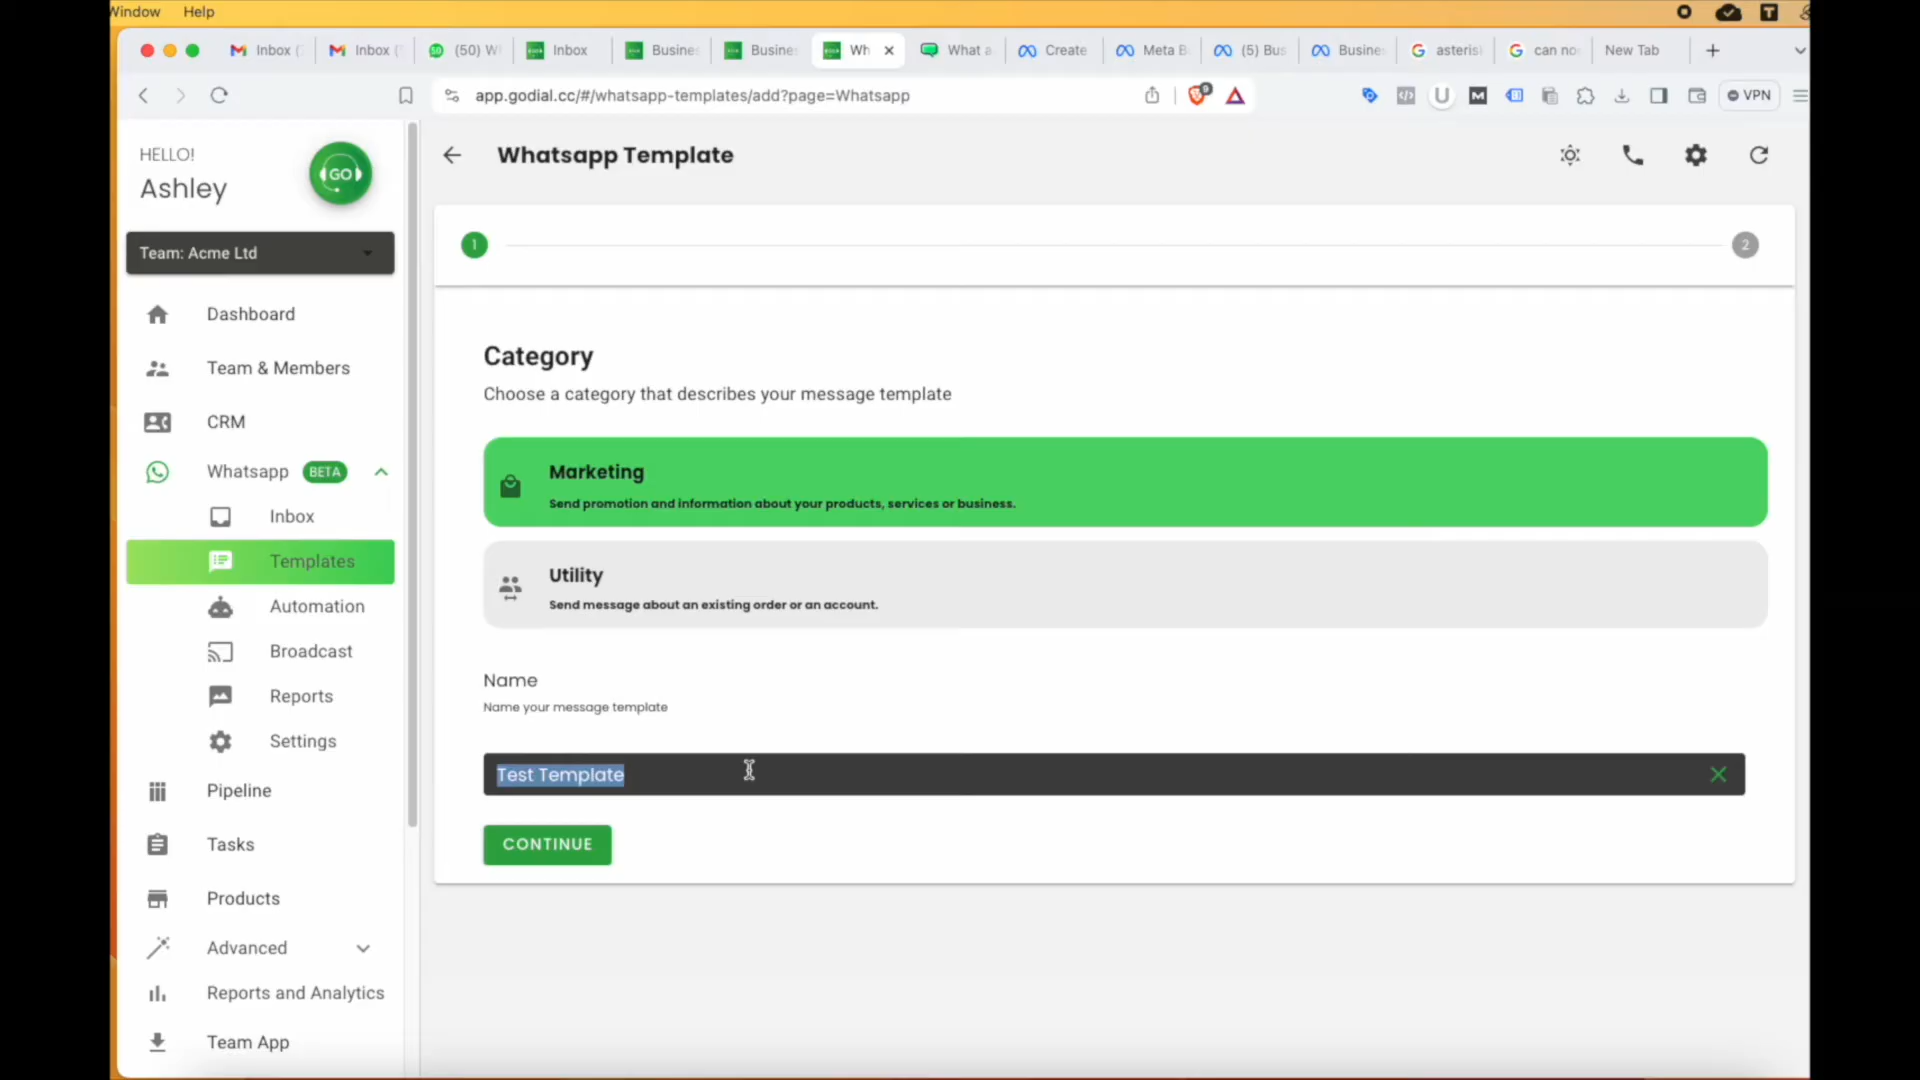 Window Help
Inbox (
Inbox (
(50) W
Inbox
Busines
Busines
Wh
What a
Create
Meta B
(5) Bus
Busine
asteris
can no
New Tab
app.godial.cc/#/whatsapp-templates/add?page=Whatsapp
9
U
M
VPN
HELLO!
Ashley
GO
Whatsapp Template
Team: Acme Ltd
1
2
Dashboard
Team & Members
CRM
Whatsapp BETA
Inbox
Templates
Automation
Broadcast
Reports
Settings
Pipeline
Tasks
Products
Advanced
Reports and Analytics
Team App
Category
Choose a category that describes your message template
Marketing
Send promotion and information about your products, services or business.
Utility
Send message about an existing order or an account.
Name
Name your message template
Test Template
CONTINUE